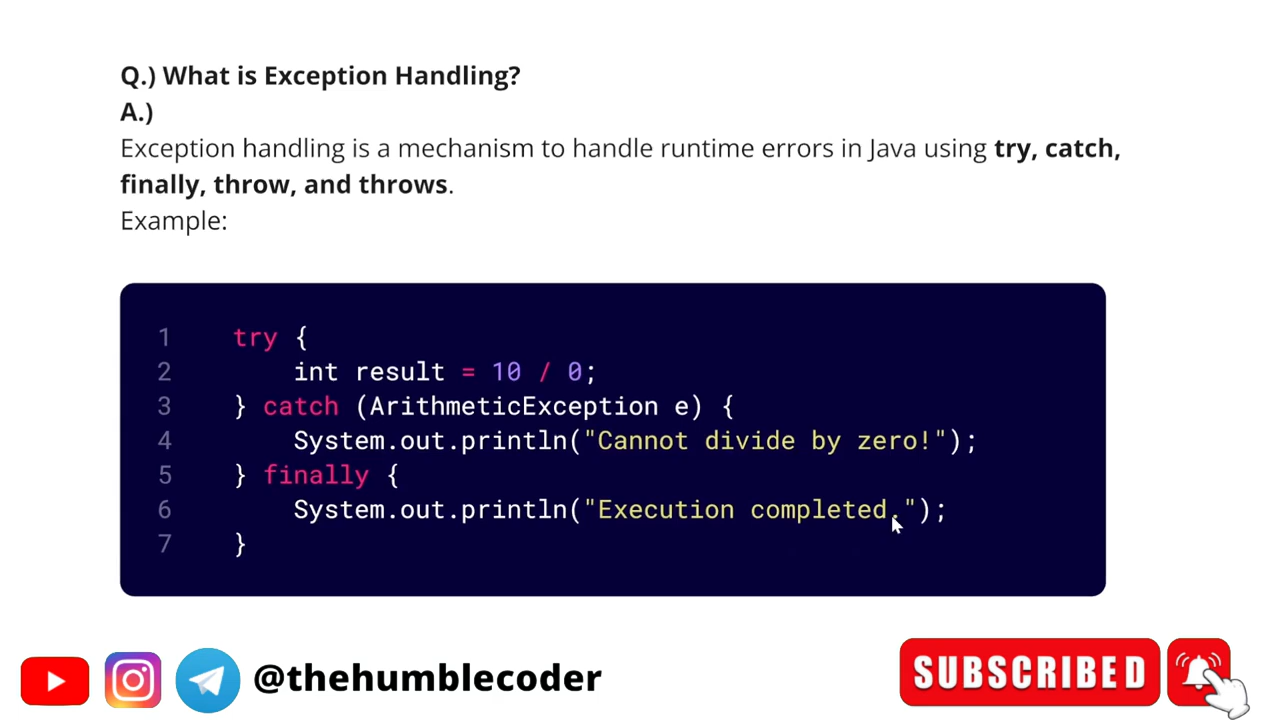 Q.) What is Exception Handling?
A.)
Exception handling is a mechanism to handle runtime errors in Java using try, catch,
finally, throw, and throws.
Example:
1 try {
2 int result = 10 / 0;
3 } catch (ArithmeticException e) {
4 System.out.println("Cannot divide by zero!");
5 } finally {
6 System.out.println("Execution completed.");
7 }
@thehumblecoder
SUBSCRIBED